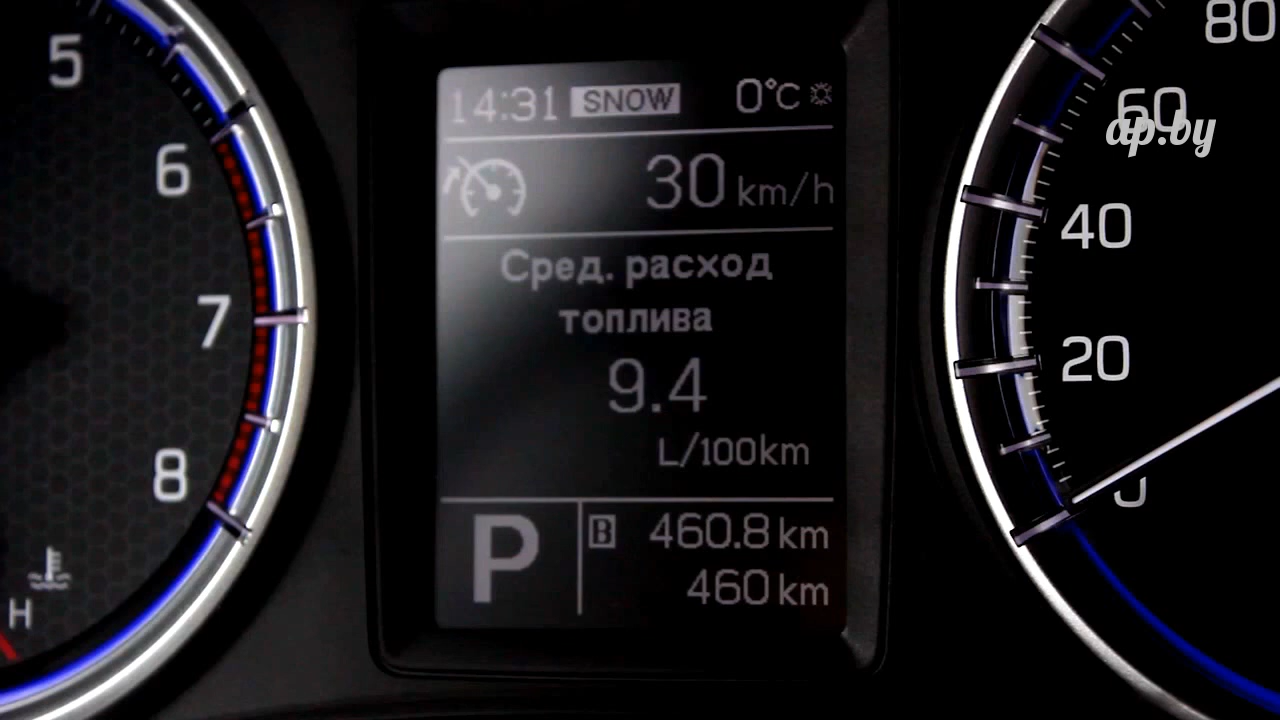 5
6
7
8
H
14:31 SNOW 0°C
30 km/h
Сред. расход
топлива
9.4
L/100km
P
B 460.8 km
460 km
80
60
ap.by
40
20
0